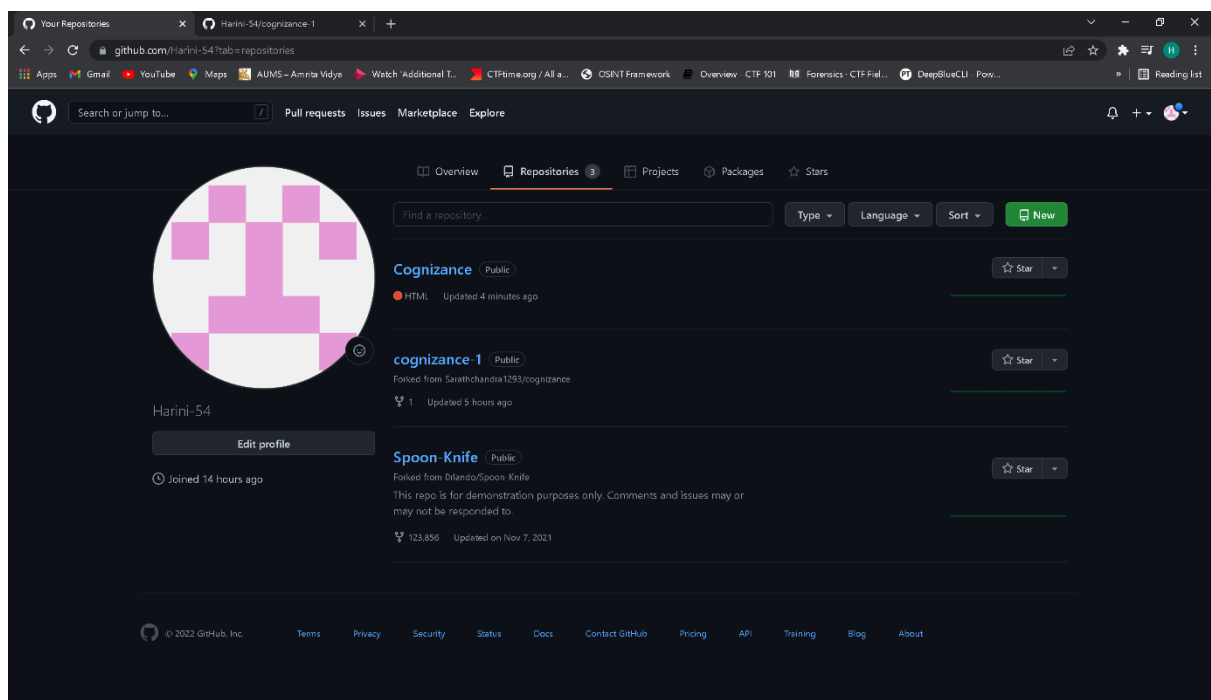 Your Repositories
Harini-54/cognizance-1
github.com/Harini-54?tab=repositories
Apps Gmail YouTube Maps AUMS – Amrita Vidya Watch 'Additional T... CTFtime.org / All a... OSINT Framework Overview · CTF 101 Forensics · CTF Fiel... DeepBlueCLI · Pow... » Reading list
Search or jump to... / Pull requests Issues Marketplace Explore
Overview Repositories 3 Projects Packages Stars
Find a repository... Type Language Sort New
Cognizance Public Star
HTML Updated 4 minutes ago
cognizance-1 Public Star
Forked from Sarathchandra1293/cognizance
1 Updated 5 hours ago
Harini-54
Edit profile
Joined 14 hours ago
Spoon-Knife Public Star
Forked from Dilando/Spoon-Knife
This repo is for demonstration purposes only. Comments and issues may or
may not be responded to.
123,856 Updated on Nov 7, 2021
© 2022 GitHub, Inc. Terms Privacy Security Status Docs Contact GitHub Pricing API Training Blog About